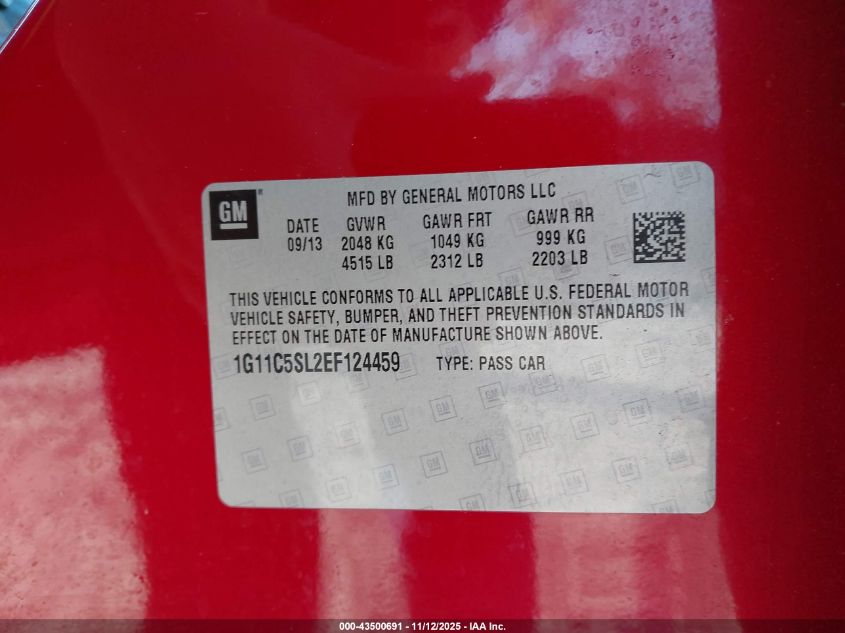 GM
MFD BY GENERAL MOTORS LLC
DATE GVWR GAWR FRT GAWR RR
09/13 2048 KG 1049 KG 999 KG
4515 LB 2312 LB 2203 LB
THIS VEHICLE CONFORMS TO ALL APPLICABLE U.S. FEDERAL MOTOR
VEHICLE SAFETY, BUMPER, AND THEFT PREVENTION STANDARDS IN
EFFECT ON THE DATE OF MANUFACTURE SHOWN ABOVE.
1G11C5SL2EF124459 TYPE: PASS CAR
000-43500691 - 11/12/2025 - IAA Inc.